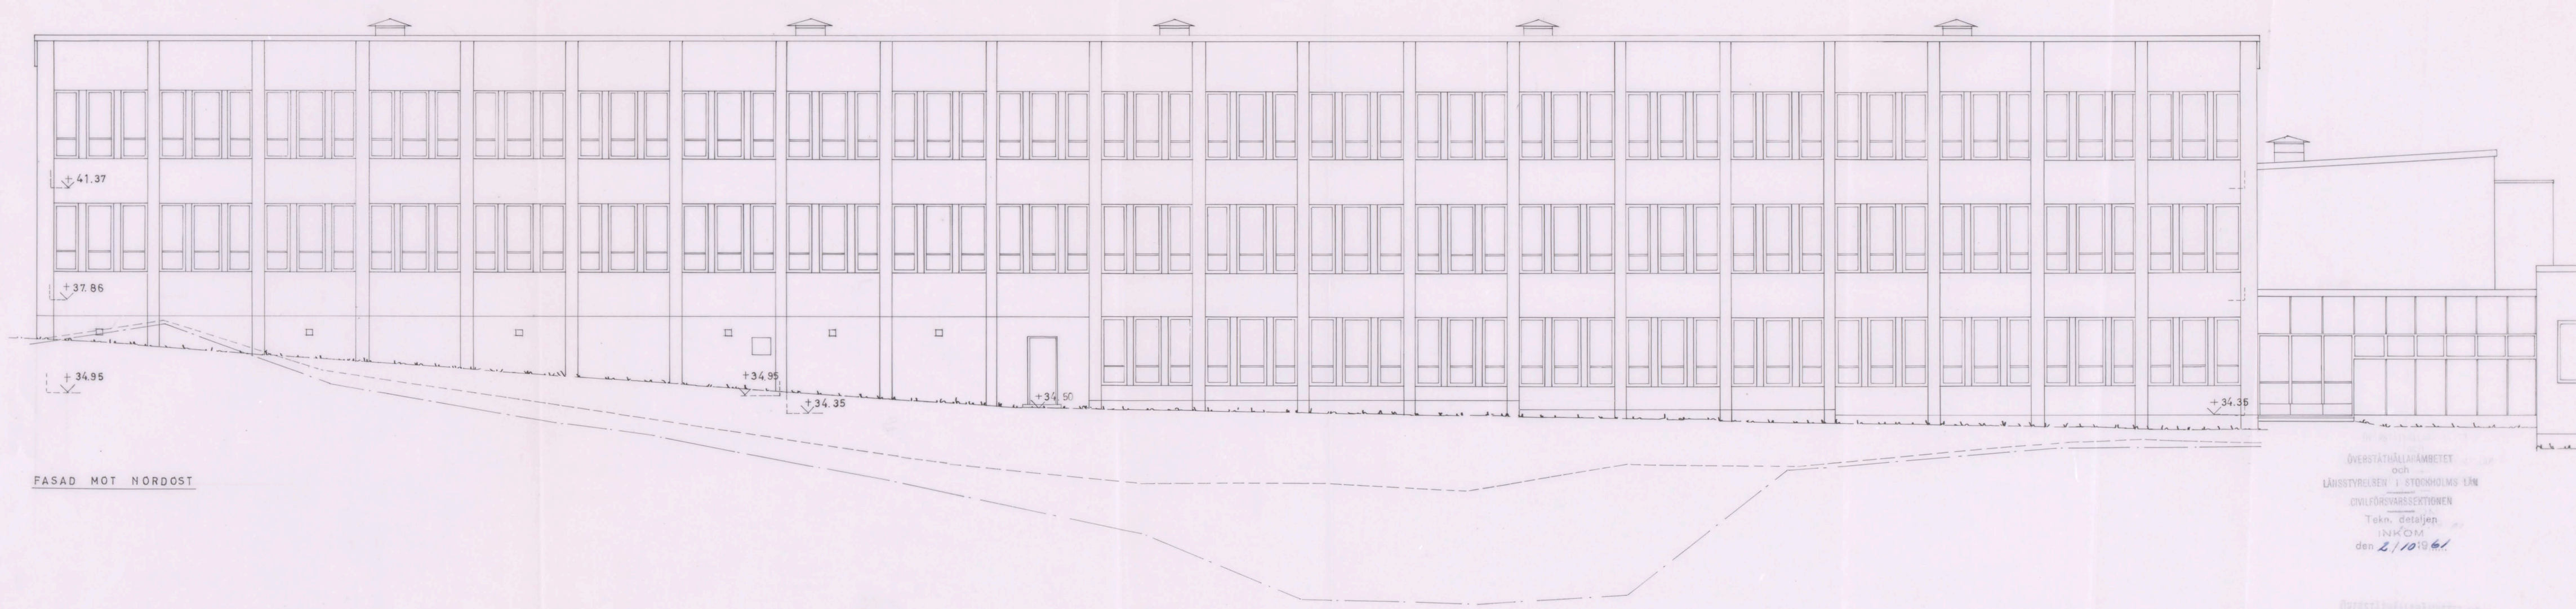 + 41.37
+ 37.86
+ 34.95
+34.95
+34.35
+34.50
+34.35
FASAD MOT NORDOST
ÖVERSTÅTHÅLLARÄMBETET
och
LÄNSSTYRELSEN I STOCKHOLMS LÄN
CIVILFÖRSVARSSEKTIONEN
Tekn. detaljen
INKOM
den 2/10 1961